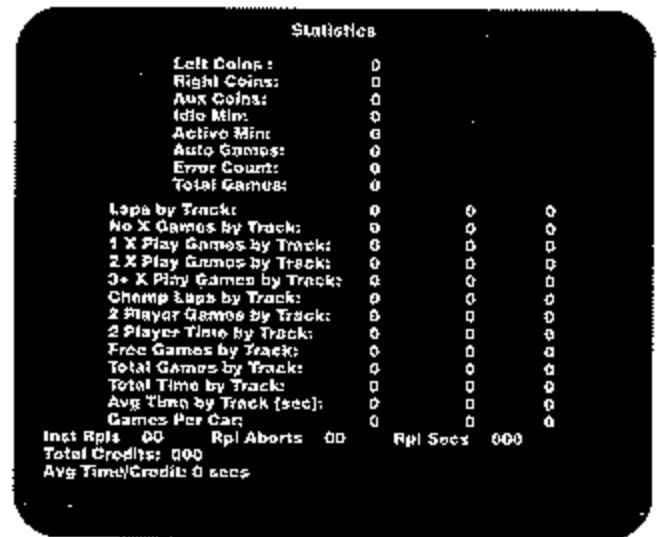 Statistics
Left Coins : 0
Right Coins: 0
Aux Coins: 0
Idle Min: 0
Active Min: 0
Auto Games: 0
Error Count: 0
Total Games: 0
Laps by Track: 0 0 0
No X Games by Track: 0 0 0
1 X Play Games by Track: 0 0 0
2 X Play Games by Track: 0 0 0
3+ X Play Games by Track: 0 0 0
Champ Laps by Track: 0 0 0
2 Player Games by Track: 0 0 0
2 Player Time by Track: 0 0 0
Free Games by Track: 0 0 0
Total Games by Track: 0 0 0
Total Time by Track: 0 0 0
Avg Time by Track (sec): 0 0 0
Games Per Car: 0 0 0
Inst Rpls 00 Rpl Aborts 00 Rpl Secs 000
Total Credits: 000
Avg Time/Credit: 0 secs